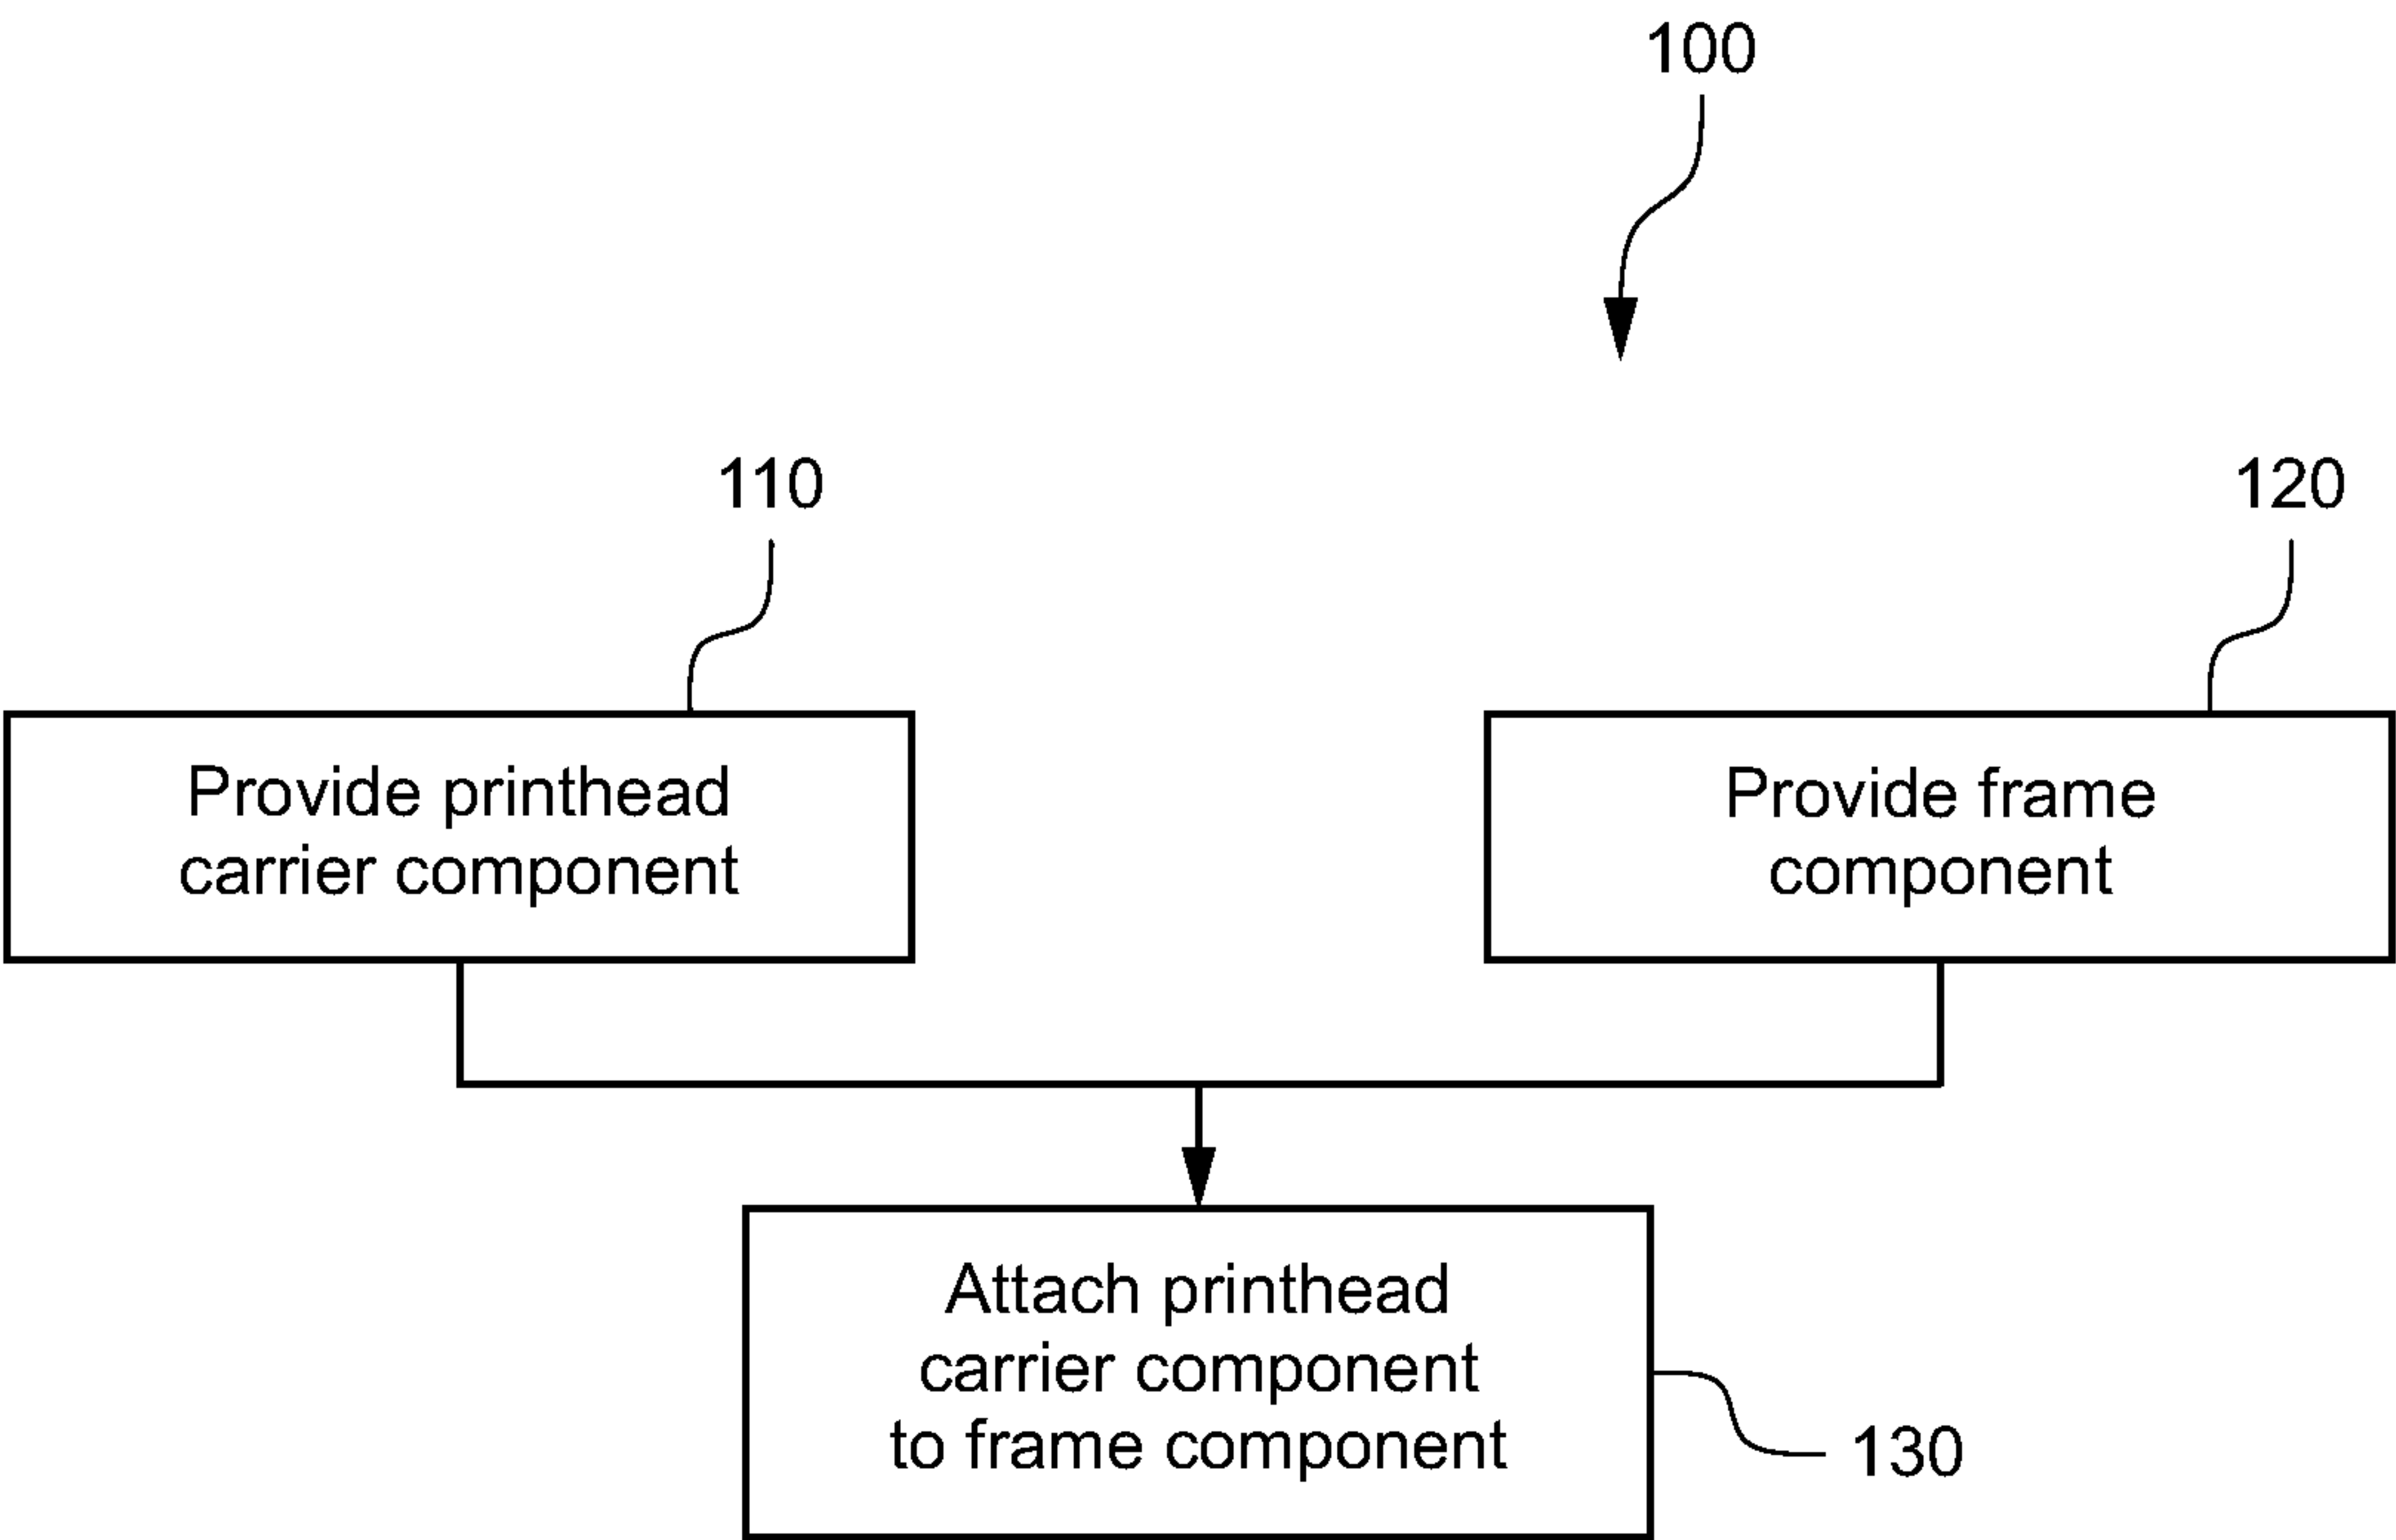 100
110
120
Provide printhead
carrier component
Provide frame
component
Attach printhead
carrier component
to frame component
130